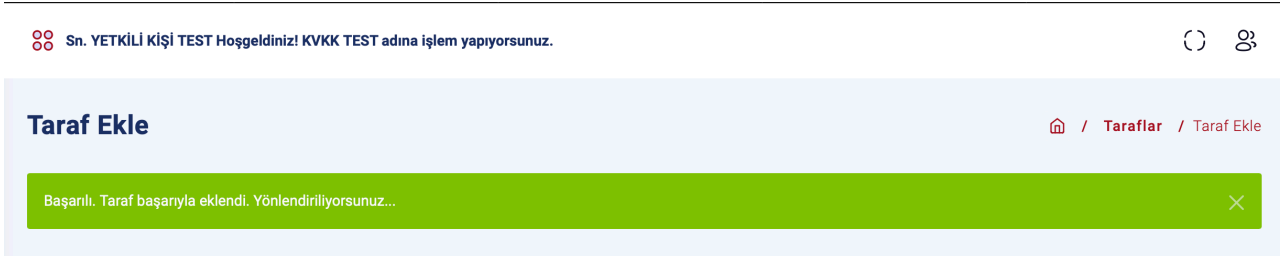 Sn. YETKİLİ KİŞİ TEST Hoşgeldiniz! KVKK TEST adına işlem yapıyorsunuz.
Taraf Ekle
/ Taraflar / Taraf Ekle
Başarılı. Taraf başarıyla eklendi. Yönlendiriliyorsunuz...